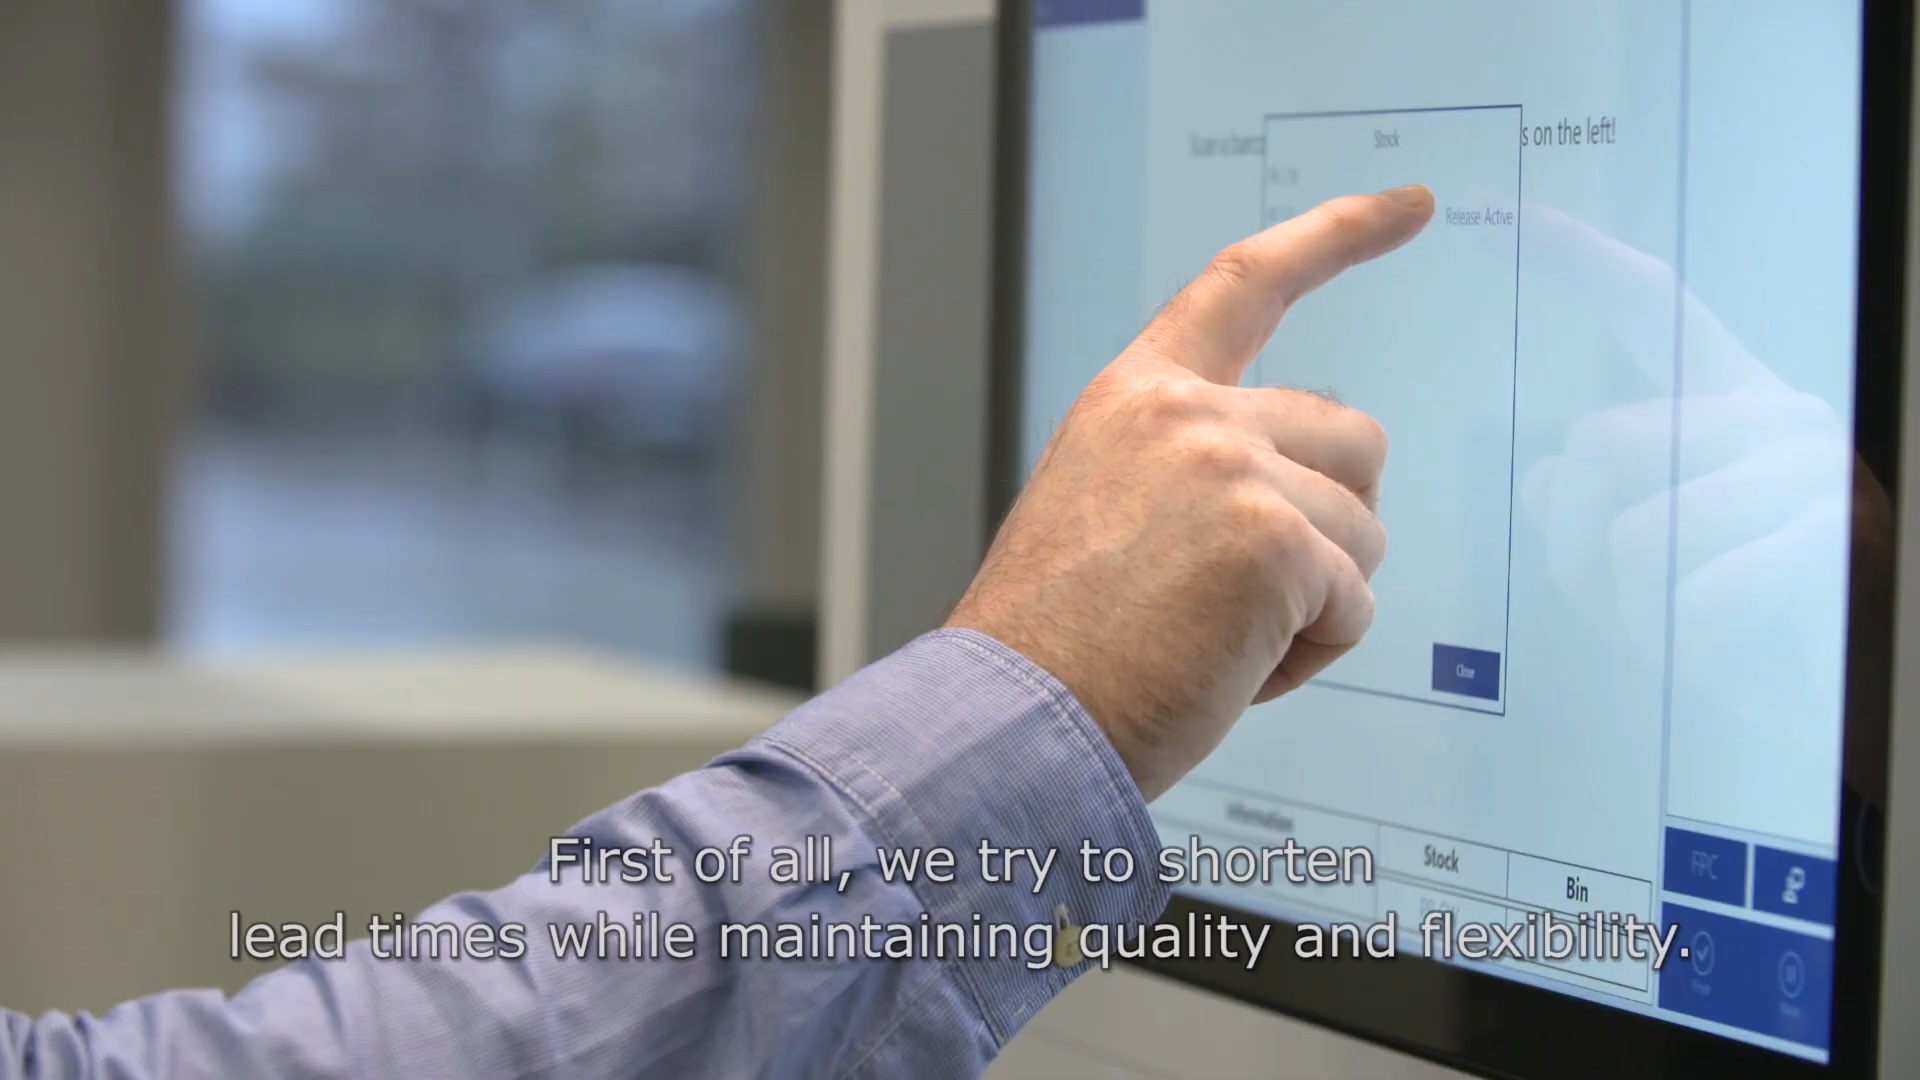 s on the left!
Stock
Release Active
Close
Information
Stock
Bin
FPC
First of all, we try to shorten
lead times while maintaining quality and flexibility.